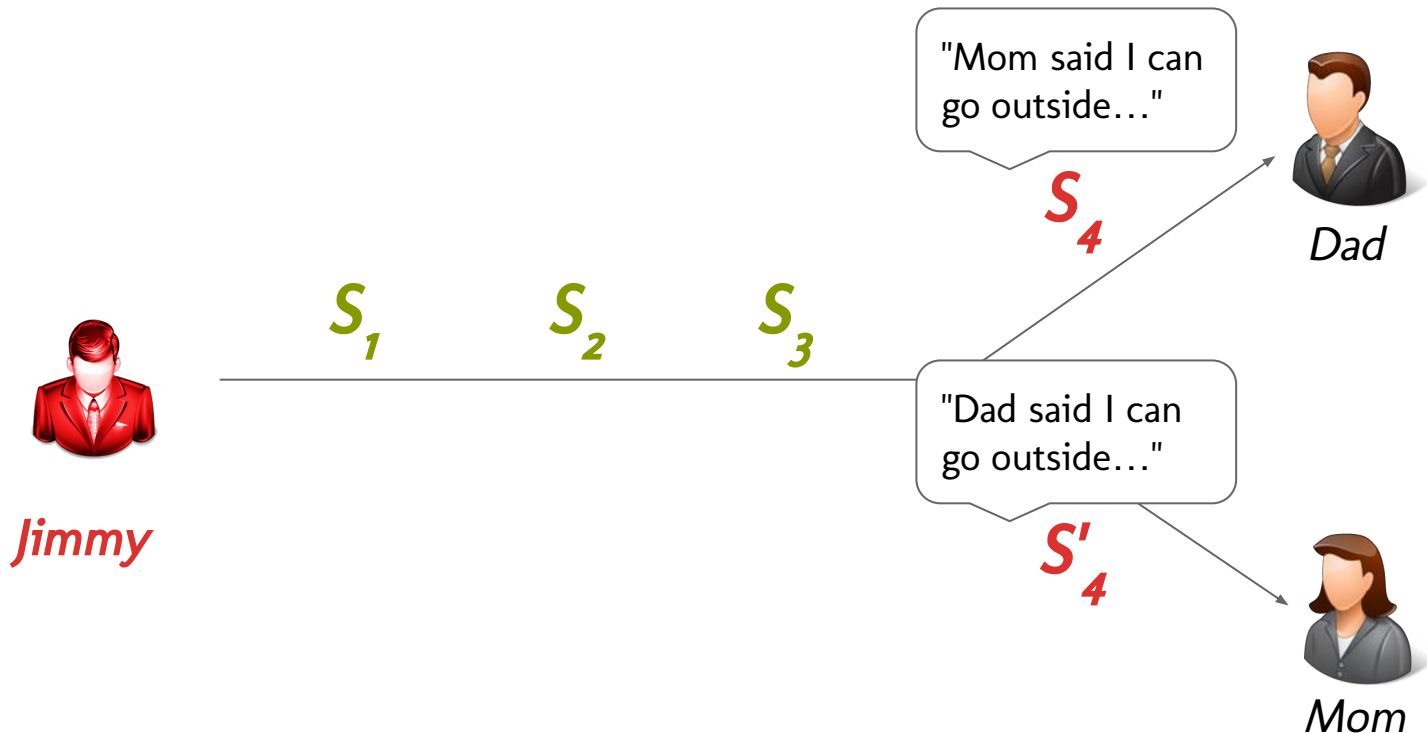 "Mom said I can
go outside…"
S4
Dad
S1 S2 S3
"Dad said I can
go outside…"
Jimmy
S'4
Mom